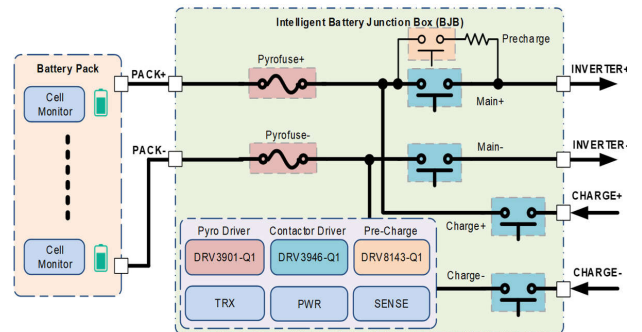 Intelligent Battery Junction Box (BJB)
Precharge
Battery Pack
PACK+
Pyrofuse+
INVERTER+
Cell
Monitor
Main+
Pyrofuse-
PACK-
INVERTER-
Main-
CHARGE+
Pyro Driver
Contactor Driver
Pre-Charge
Charge+
DRV3901-Q1
DRV3946-Q1
DRV8143-Q1
Cell
Monitor
Charge-
CHARGE-
TRX
PWR
SENSE